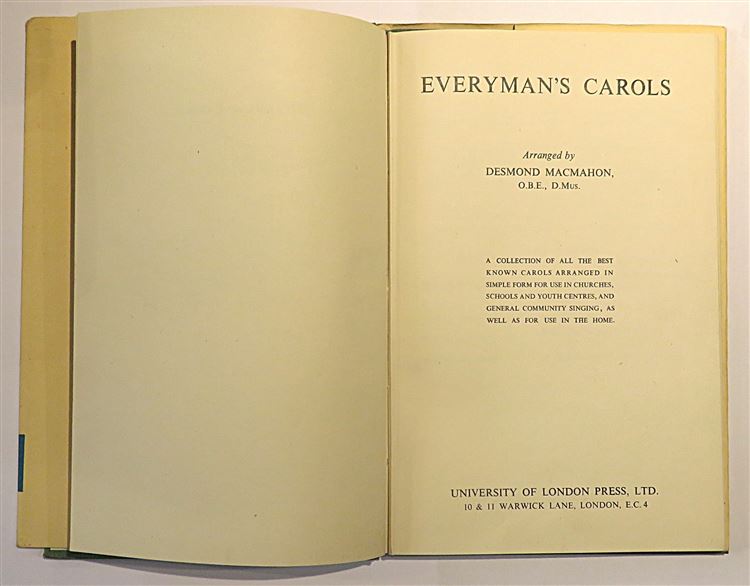 EVERYMAN'S CAROLS
Arranged by
DESMOND MACMAHON,
O.B.E., D.Mus.
A COLLECTION OF ALL THE BEST
KNOWN CAROLS ARRANGED IN
SIMPLE FORM FOR USE IN CHURCHES,
SCHOOLS AND YOUTH CENTRES, AND
GENERAL COMMUNITY SINGING, AS
WELL AS FOR USE IN THE HOME.
UNIVERSITY OF LONDON PRESS, LTD.
10 & 11 WARWICK LANE, LONDON, E.C. 4